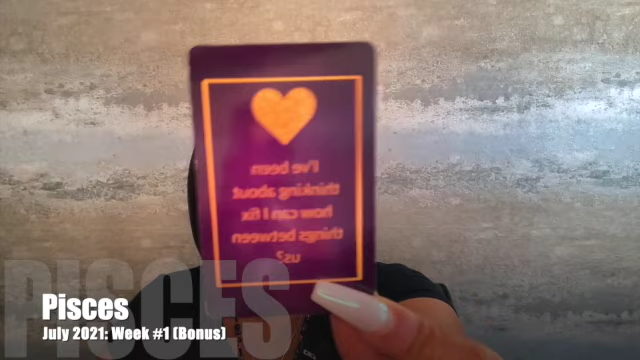 I've been
thinking about
how can I fix
things between
us?
PISCES
Pisces
July 2021: Week #1 (Bonus)